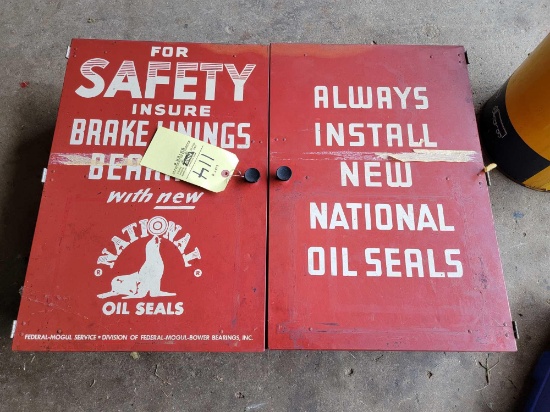 FOR
SAFETY
INSURE
BRAKE LININGS
with new
NATIONAL
OIL SEALS
FEDERAL-MOGUL SERVICE • DIVISION OF FEDERAL-MOGUL-BOWER BEARINGS, INC.
114
ALWAYS
INSTALL
NEW
NATIONAL
OIL SEALS